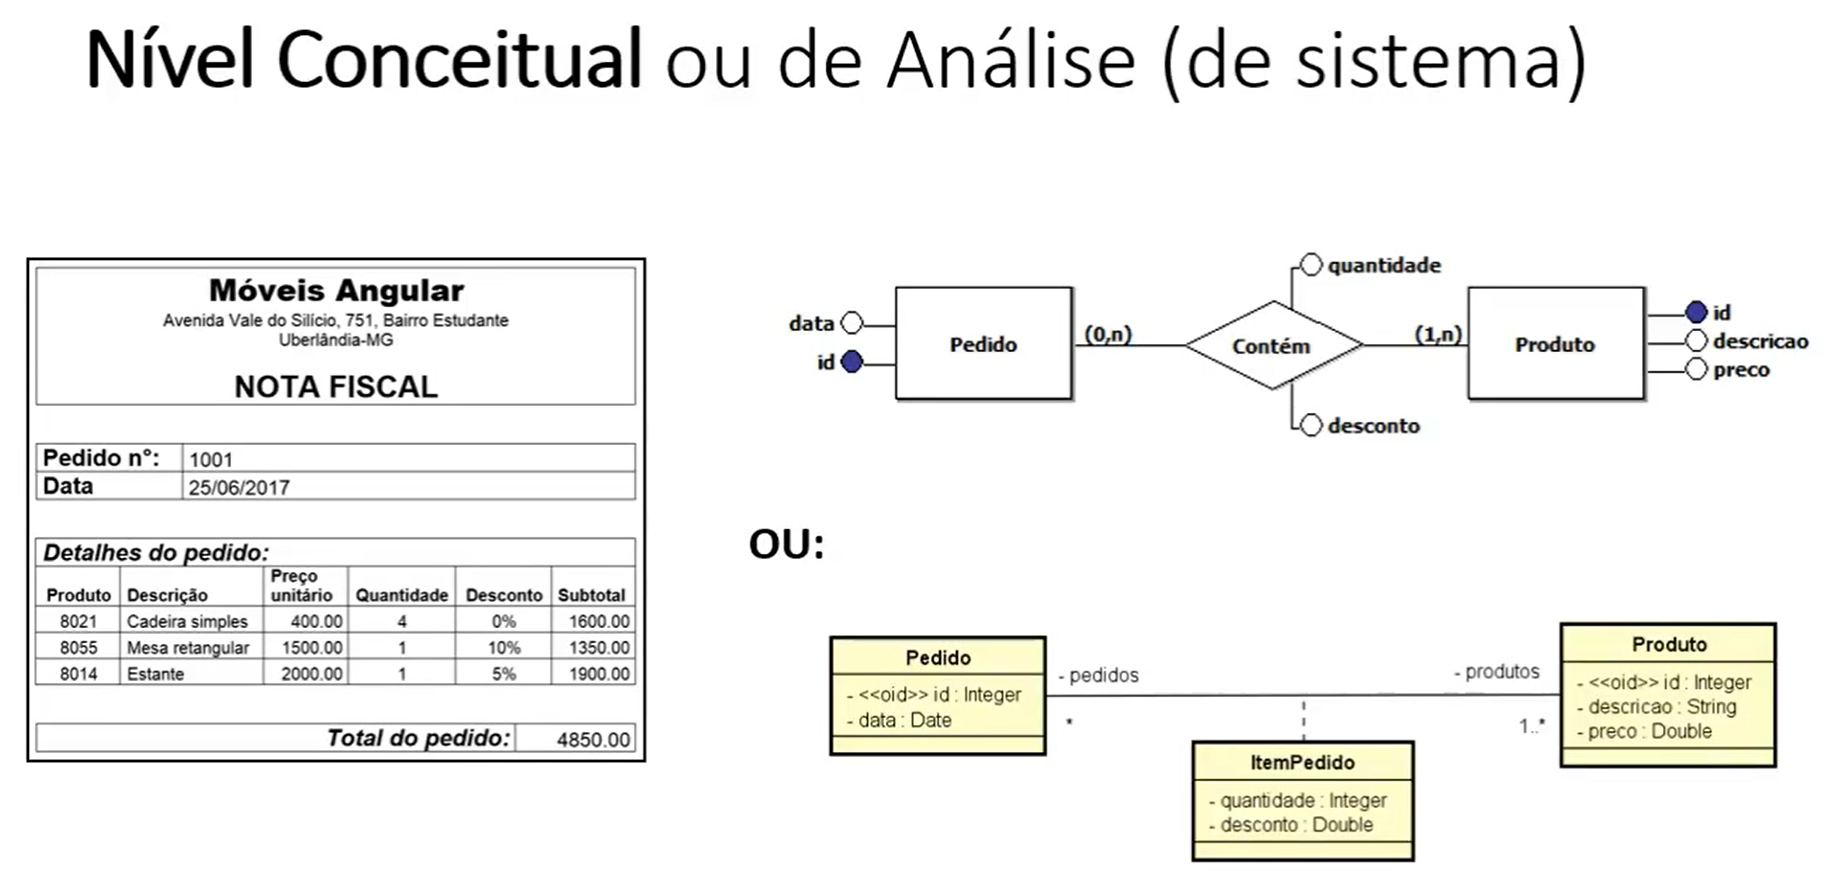 Nível Conceitual ou de Análise (de sistema)
Móveis Angular
Avenida Vale do Silício, 751, Bairro Estudante
Uberlândia-MG
NOTA FISCAL
Pedido n°: 1001
Data 25/06/2017
Detalhes do pedido:
Produto Descrição Preço unitário Quantidade Desconto Subtotal
8021 Cadeira simples 400.00 4 0% 1600.00
8055 Mesa retangular 1500.00 1 10% 1350.00
8014 Estante 2000.00 1 5% 1900.00
Total do pedido: 4850.00
data
id
Pedido
(0,n)
quantidade
Contém
desconto
(1,n)
Produto
id
descricao
preco
OU:
Pedido
- <<oid>> id : Integer
- data : Date
- pedidos
*
- produtos
1..*
ItemPedido
- quantidade : Integer
- desconto : Double
Produto
- <<oid>> id : Integer
- descricao : String
- preco : Double